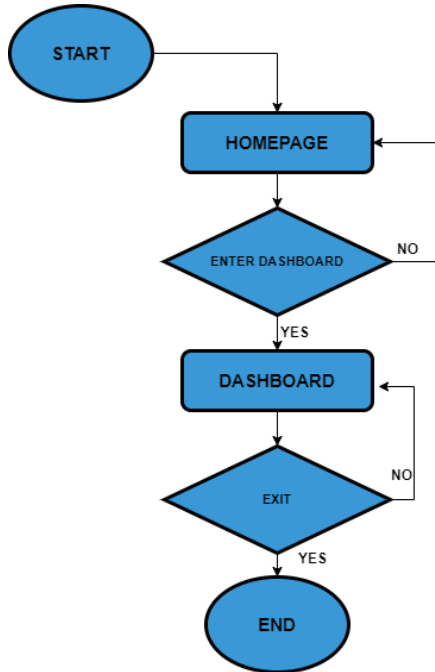 START
HOMEPAGE
ENTER DASHBOARD
NO
YES
DASHBOARD
NO
EXIT
YES
END